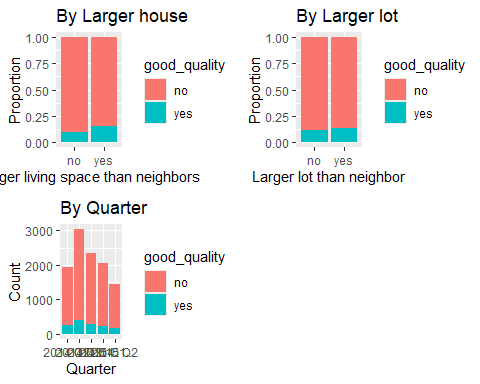 By Larger house
1.00
0.75
0.50
0.25
0.00
Proportion
no yes
ger living space than neighbors
good_quality
no
yes
By Larger lot
1.00
0.75
0.50
0.25
0.00
Proportion
no yes
Larger lot than neighbor
good_quality
no
yes
By Quarter
3000
2000
1000
0
Count
Quarter
good_quality
no
yes